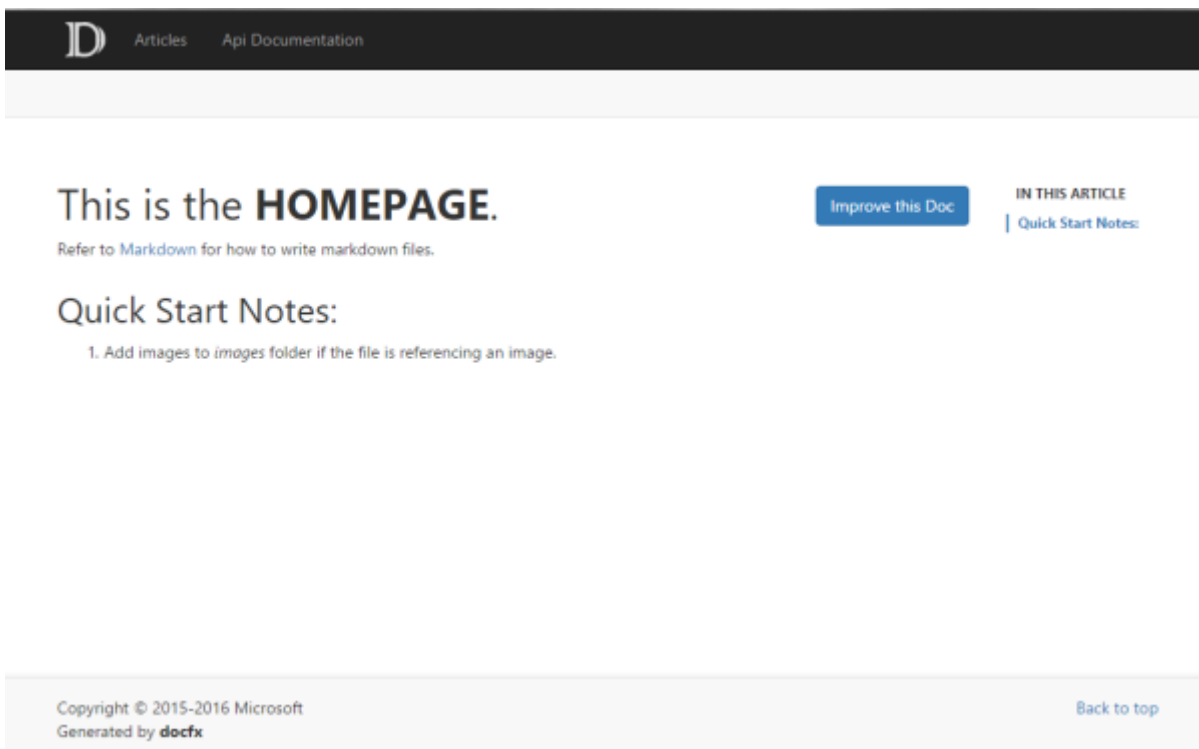 Articles Api Documentation
This is the HOMEPAGE.
Refer to Markdown for how to write markdown files.
Quick Start Notes:
1. Add images to images folder if the file is referencing an image.
Improve this Doc
IN THIS ARTICLE
Quick Start Notes:
Copyright © 2015-2016 Microsoft
Generated by docfx
Back to top